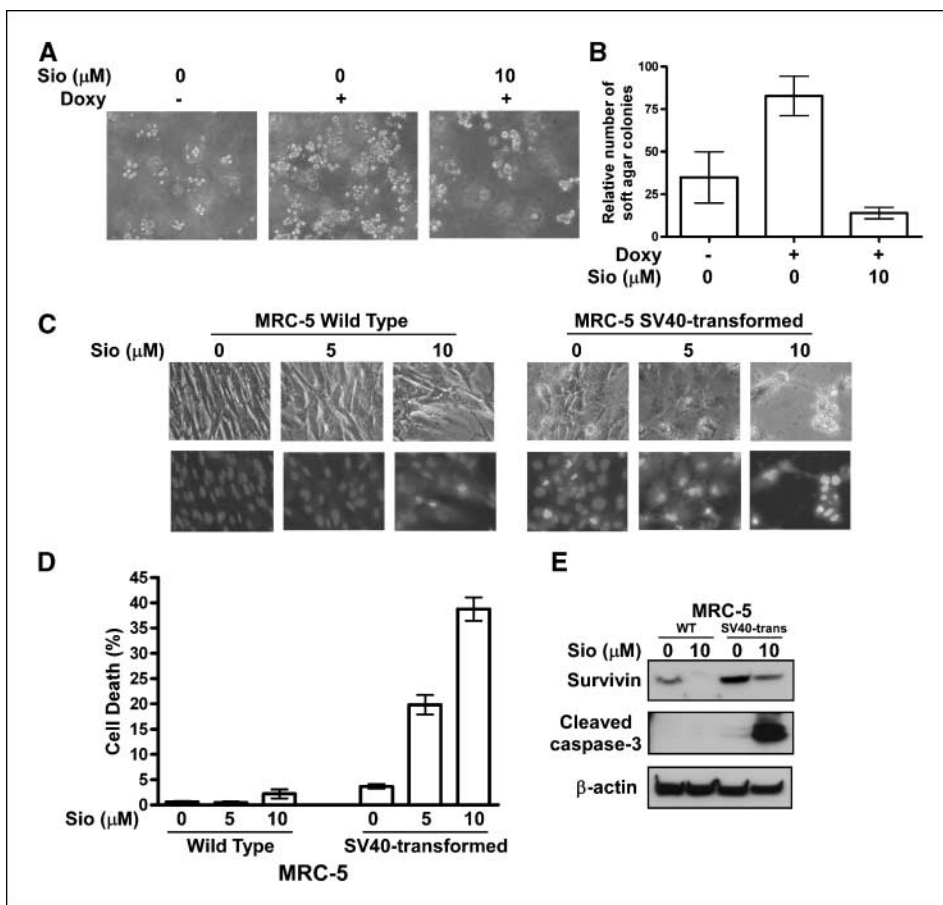 A
Sio (μM) 0 0 10
Doxy - + +
B
Relative number of
soft agar colonies
100
75
50
25
0
Doxy - + +
Sio (μM) 0 0 10
C
MRC-5 Wild Type MRC-5 SV40-transformed
Sio (μM) 0 5 10 0 5 10
D
Cell Death (%)
45
40
35
30
25
20
15
10
5
0
Sio (μM) 0 5 10 0 5 10
Wild Type SV40-transformed
MRC-5
E
MRC-5
WT SV40-trans
Sio (μM) 0 10 0 10
Survivin
Cleaved
caspase-3
β-actin